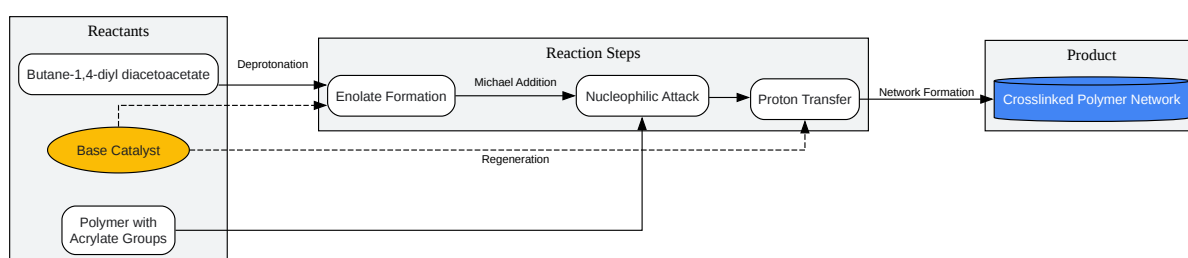 Reactants
Butane-1,4-diyl diacetoacetate
Base Catalyst
Polymer with
Acrylate Groups
Deprotonation
Reaction Steps
Enolate Formation
Michael Addition
Nucleophilic Attack
Proton Transfer
Regeneration
Network Formation
Product
Crosslinked Polymer Network